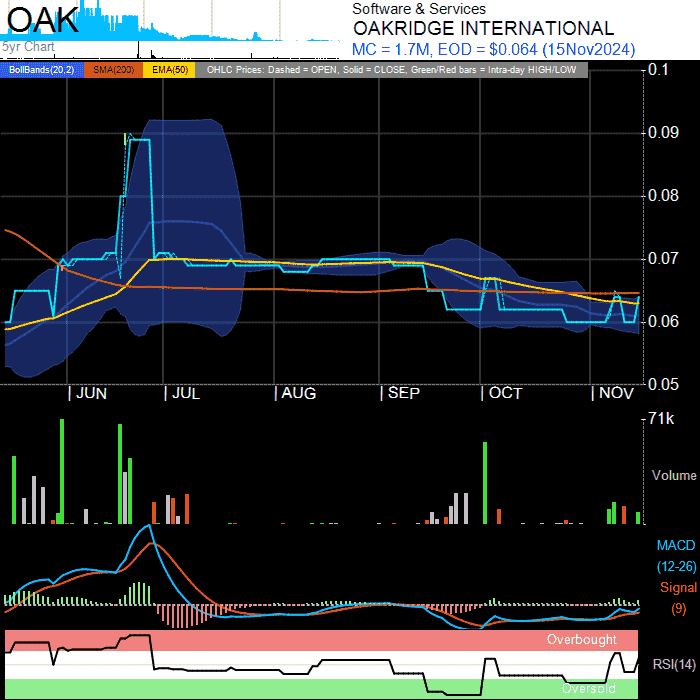 OAK
5yr Chart
Software & Services
OAKRIDGE INTERNATIONAL
MC = 1.7M, EOD = $0.064 (15Nov2024)
BollBands(20,2) SMA(200) EMA(50) OHLC Prices: Dashed = OPEN, Solid = CLOSE, Green/Red bars = Intra-day HIGH/LOW
0.1
0.09
0.08
0.07
0.06
0.05
JUN JUL AUG SEP OCT NOV
71k
Volume
MACD
(12-26)
Signal
(9)
Overbought
RSI(14)
Oversold